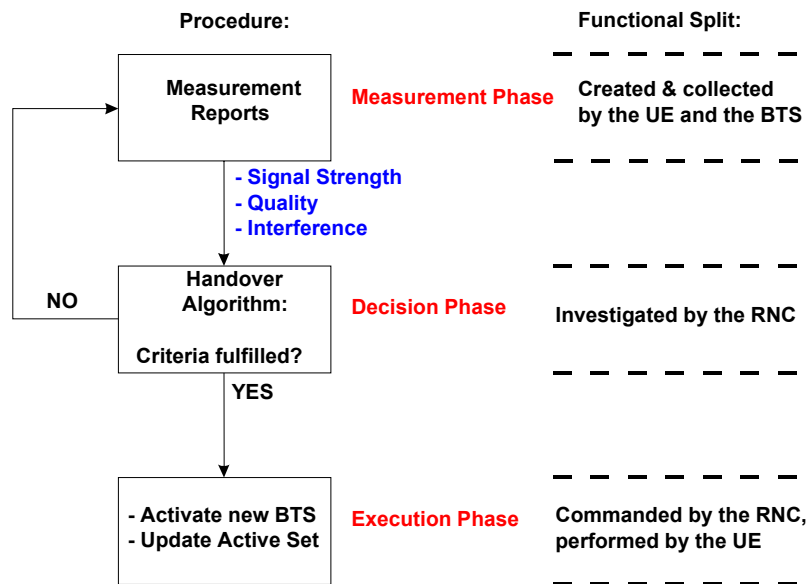 Procedure:
Functional Split:
Measurement
Reports
Measurement Phase
Created & collected
by the UE and the BTS
- Signal Strength
- Quality
- Interference
Handover
Algorithm:
Criteria fulfilled?
NO
Decision Phase
Investigated by the RNC
YES
- Activate new BTS
- Update Active Set
Execution Phase
Commanded by the RNC,
performed by the UE